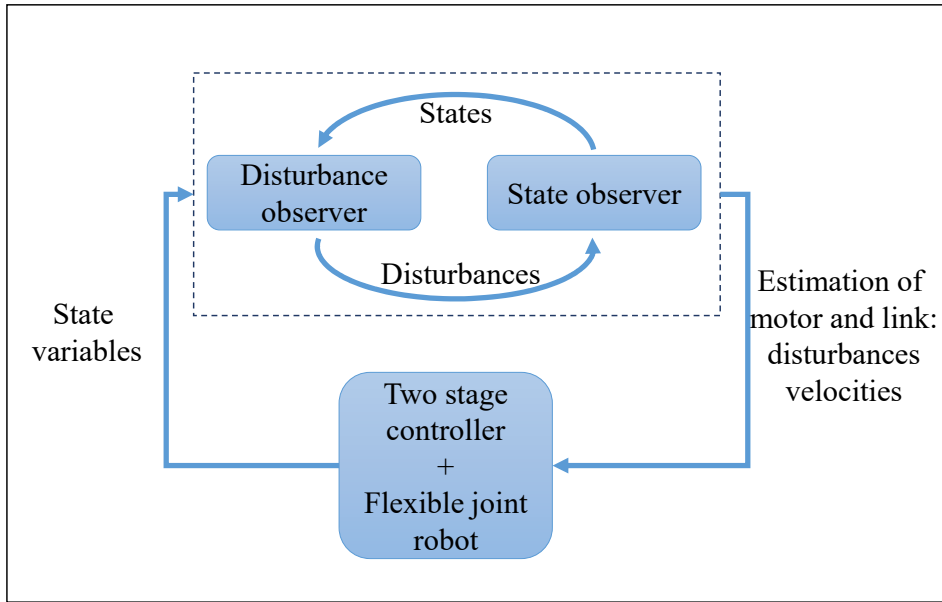 States
Disturbance
observer
State observer
Disturbances
State
variables
Estimation of
motor and link:
disturbances
velocities
Two stage
controller
+
Flexible joint
robot